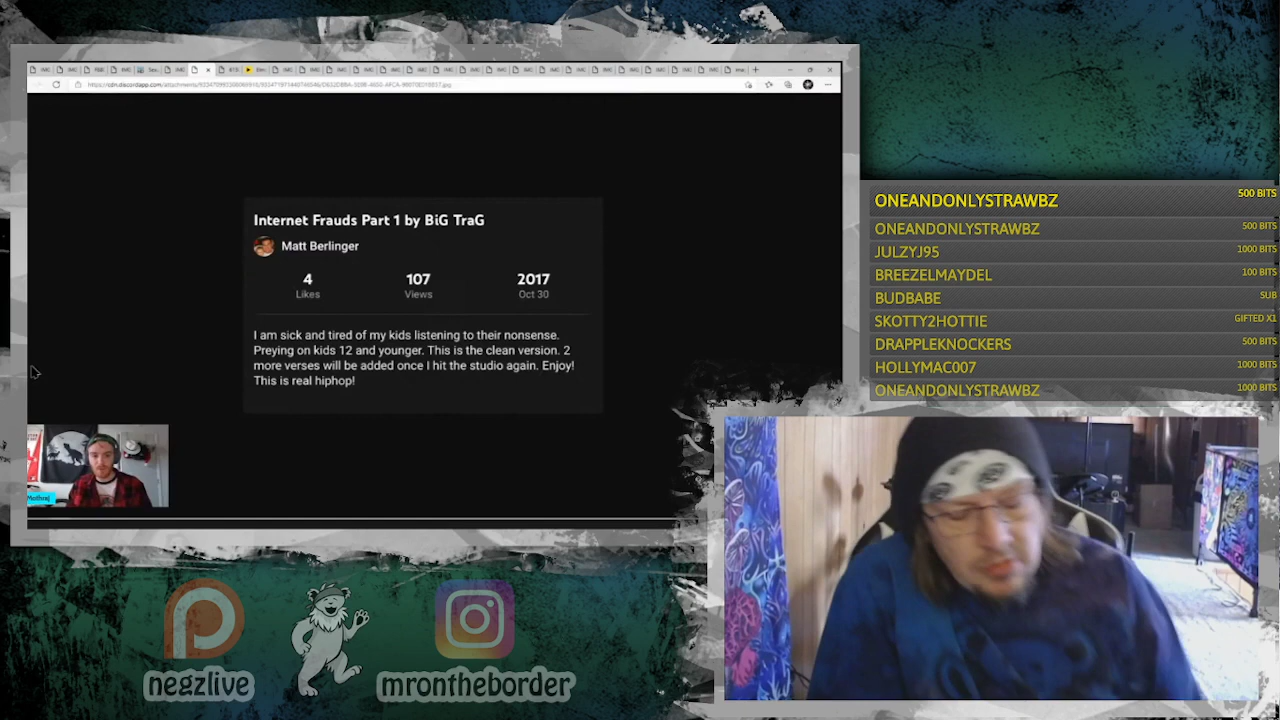 Internet Frauds Part 1 by BiG TraG
Matt Berlinger
4 107 2017
Likes Views Oct 30
I am sick and tired of my kids listening to their nonsense.
Preying on kids 12 and younger. This is the clean version. 2
more verses will be added once I hit the studio again. Enjoy!
This is real hiphop!
ONEANDONLYSTRAWBZ 500 BITS
ONEANDONLYSTRAWBZ 500 BITS
JULZYJ95 1000 BITS
BREEZELMAYDEL 100 BITS
BUDBABE SUB
SKOTTY2HOTTIE GIFTED X1
DRAPPLEKNOCKERS 500 BITS
HOLLYMAC007 1000 BITS
ONEANDONLYSTRAWBZ 1000 BITS
negzlive
mrontheborder